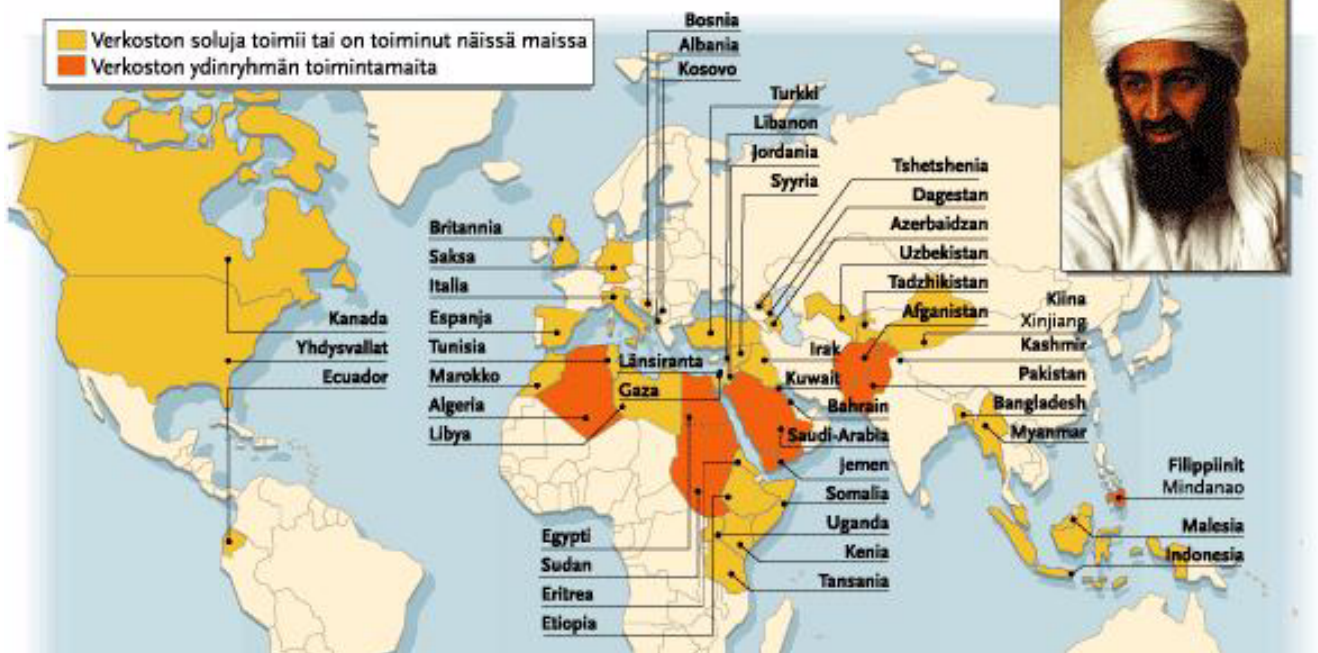 Verkoston soluja toimii tai on toiminut näissä maissa
Verkoston ydinryhmän toimintamaita
Bosnia
Albania
Kosovo
Turkki
Libanon
Jordania
Syyria
Tshetshenia
Dagestan
Azerbaidzan
Uzbekistan
Tadzhikistan
Afganistan
Kiina
Xinjiang
Kashmir
Pakistan
Bangladesh
Myanmar
Britannia
Saksa
Italia
Espanja
Tunisia
Marokko
Algeria
Libya
Kanada
Yhdysvallat
Ecuador
Länsiranta
Gaza
Irak
Kuwait
Bahrain
Saudi-Arabia
Jemen
Somalia
Uganda
Kenia
Tansania
Egypti
Sudan
Eritrea
Etiopia
Filippiinit
Mindanao
Malesia
Indonesia